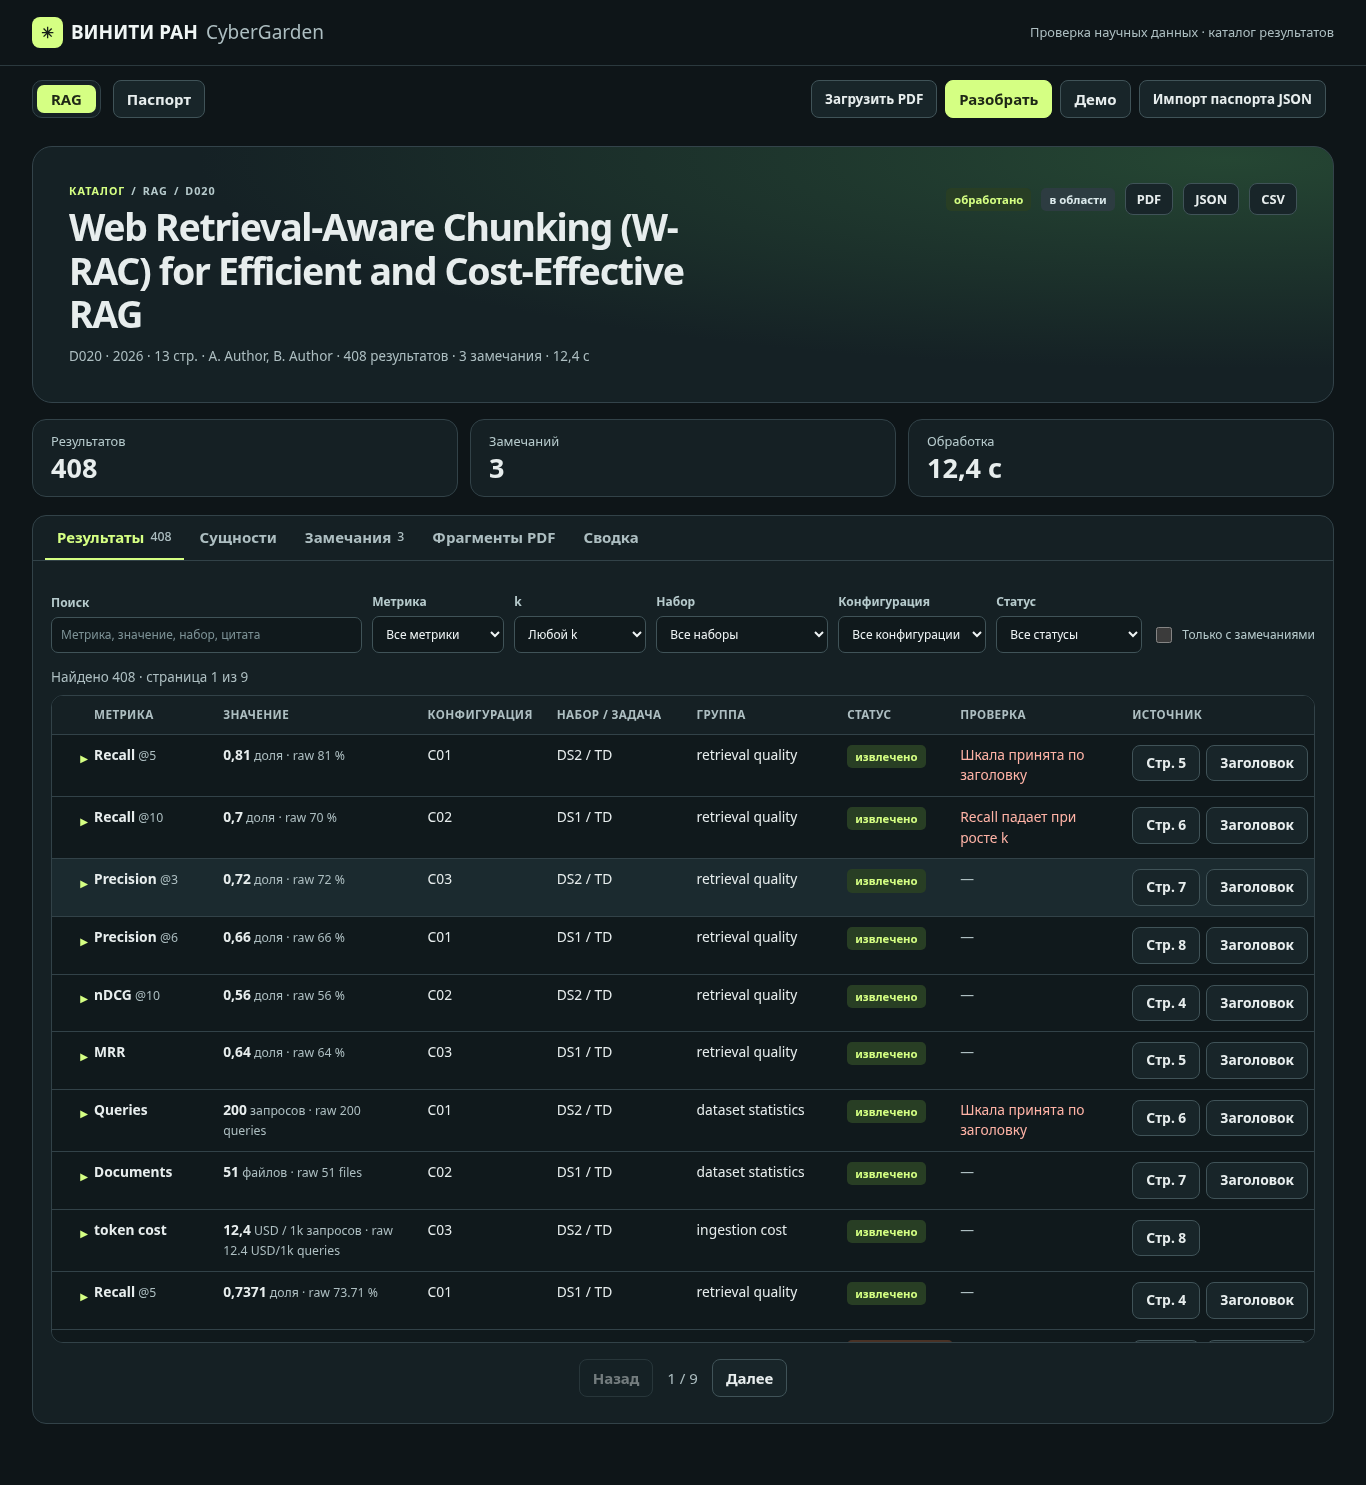 ВИНИТИ РАН CyberGarden
Проверка научных данных · каталог результатов
RAG
Паспорт
Загрузить PDF
Разобрать
Демо
Импорт паспорта JSON
КАТАЛОГ / RAG / D020
обработано
в области
PDF
JSON
CSV
Web Retrieval-Aware Chunking (W-
RAC) for Efficient and Cost-Effective
RAG
D020 · 2026 · 13 стр. · A. Author, B. Author · 408 результатов · 3 замечания · 12,4 с
Результатов
408
Замечаний
3
Обработка
12,4 с
Результаты 408
Сущности
Замечания 3
Фрагменты PDF
Сводка
Поиск
Метрика
k
Набор
Конфигурация
Статус
Метрика, значение, набор, цитата
Все метрики
Любой k
Все наборы
Все конфигурации
Все статусы
Только с замечаниями
Найдено 408 · страница 1 из 9
МЕТРИКА ЗНАЧЕНИЕ КОНФИГУРАЦИЯ НАБОР / ЗАДАЧА ГРУППА СТАТУС ПРОВЕРКА ИСТОЧНИК
▸ Recall @5 0,81 доля · raw 81 % C01 DS2 / TD retrieval quality извлечено Шкала принята по Стр. 5 Заголовок
заголовку
▸ Recall @10 0,7 доля · raw 70 % C02 DS1 / TD retrieval quality извлечено Recall падает при Стр. 6 Заголовок
росте k
▸ Precision @3 0,72 доля · raw 72 % C03 DS2 / TD retrieval quality извлечено — Стр. 7 Заголовок
▸ Precision @6 0,66 доля · raw 66 % C01 DS1 / TD retrieval quality извлечено — Стр. 8 Заголовок
▸ nDCG @10 0,56 доля · raw 56 % C02 DS2 / TD retrieval quality извлечено — Стр. 4 Заголовок
▸ MRR 0,64 доля · raw 64 % C03 DS1 / TD retrieval quality извлечено — Стр. 5 Заголовок
▸ Queries 200 запросов · raw 200 C01 DS2 / TD dataset statistics извлечено Шкала принята по Стр. 6 Заголовок
queries заголовку
▸ Documents 51 файлов · raw 51 files C02 DS1 / TD dataset statistics извлечено — Стр. 7 Заголовок
▸ token cost 12,4 USD / 1k запросов · raw C03 DS2 / TD ingestion cost извлечено — Стр. 8
12.4 USD/1k queries
▸ Recall @5 0,7371 доля · raw 73.71 % C01 DS1 / TD retrieval quality извлечено — Стр. 4 Заголовок
Назад
1 / 9
Далее